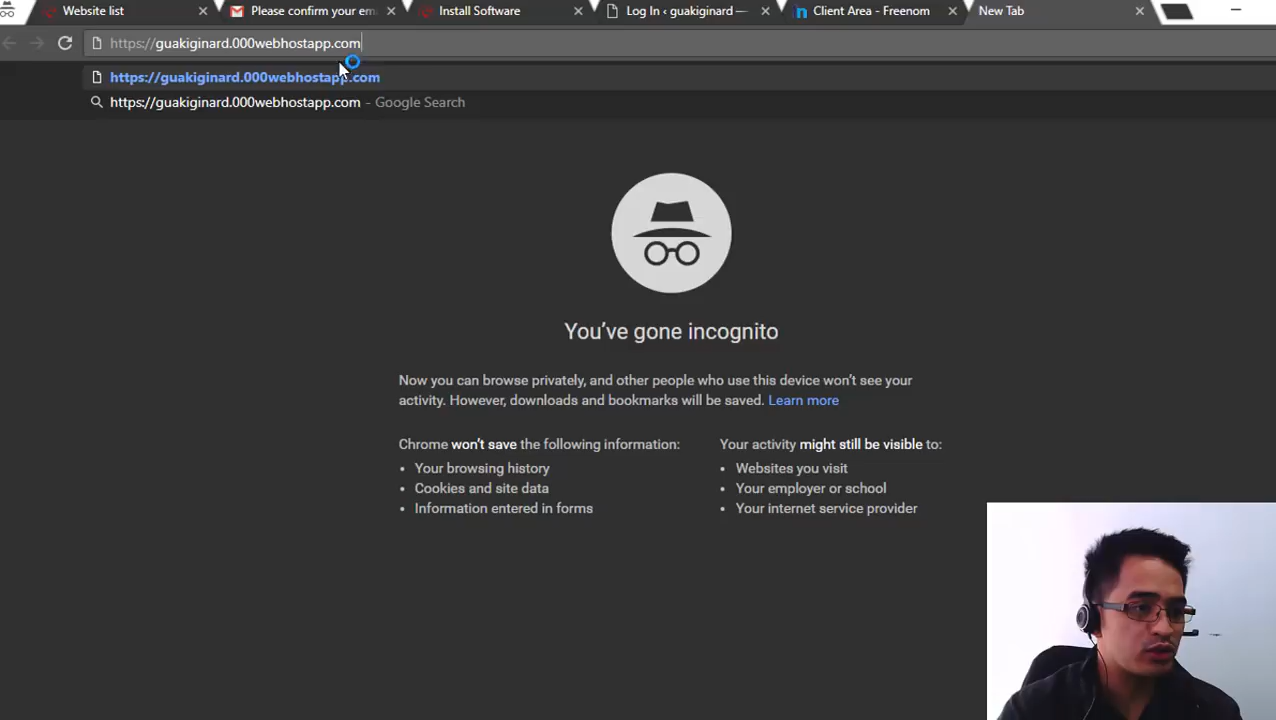 Website list
Please confirm your em
Install Software
Log In ‹ guakiginard —
Client Area - Freenom
New Tab
https://guakiginard.000webhostapp.com
https://guakiginard.000webhostapp.com
https://guakiginard.000webhostapp.com - Google Search
You've gone incognito
Now you can browse privately, and other people who use this device won't see your
activity. However, downloads and bookmarks will be saved. Learn more
Chrome won't save the following information:
• Your browsing history
• Cookies and site data
• Information entered in forms
Your activity might still be visible to:
• Websites you visit
• Your employer or school
• Your internet service provider